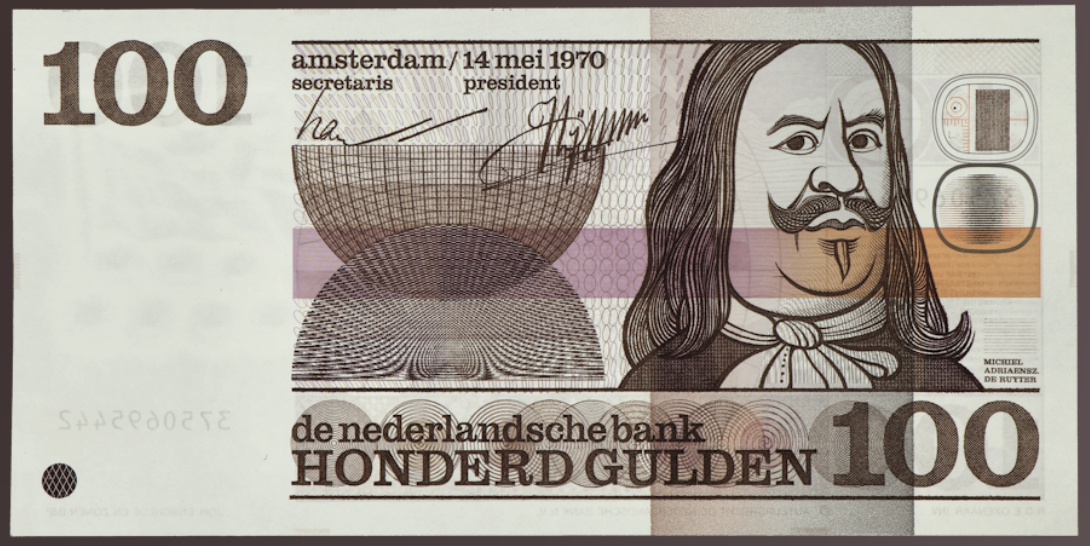 100
amsterdam / 14 mei 1970
secretaris president
MICHIEL
ADRIAENSZ.
DE RUYTER
3750695442
de nederlandsche bank
HONDERD GULDEN 100